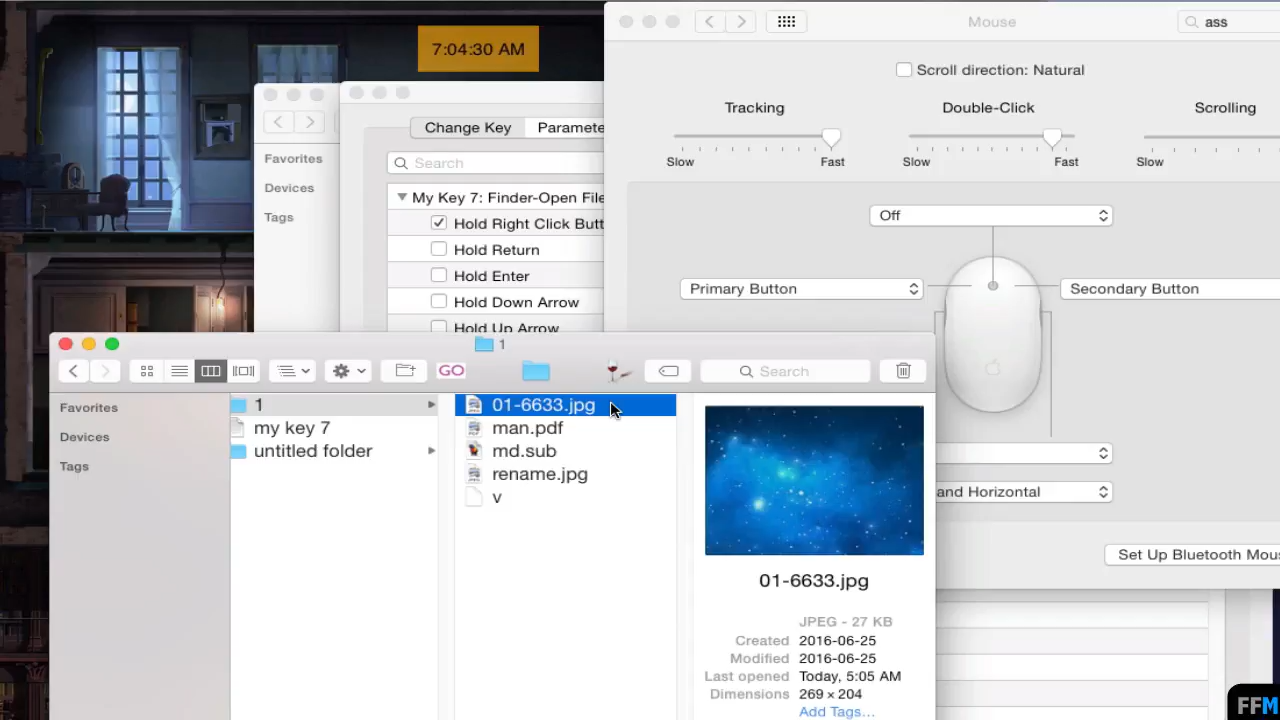 7:04:30 AM
Mouse
ass
Scroll direction: Natural
Tracking
Double-Click
Scrolling
Slow
Fast
Slow
Fast
Slow
Off
Primary Button
Secondary Button
and Horizontal
Set Up Bluetooth Mou
Favorites
Devices
Tags
Change Key
Paramete
Search
My Key 7: Finder-Open File
Hold Right Click Butt
Hold Return
Hold Enter
Hold Down Arrow
Hold Up Arrow
1
GO
Search
Favorites
Devices
Tags
1
my key 7
untitled folder
01-6633.jpg
man.pdf
md.sub
rename.jpg
v
01-6633.jpg
JPEG - 27 KB
Created 2016-06-25
Modified 2016-06-25
Last opened Today, 5:05 AM
Dimensions 269 × 204
Add Tags...
FFM